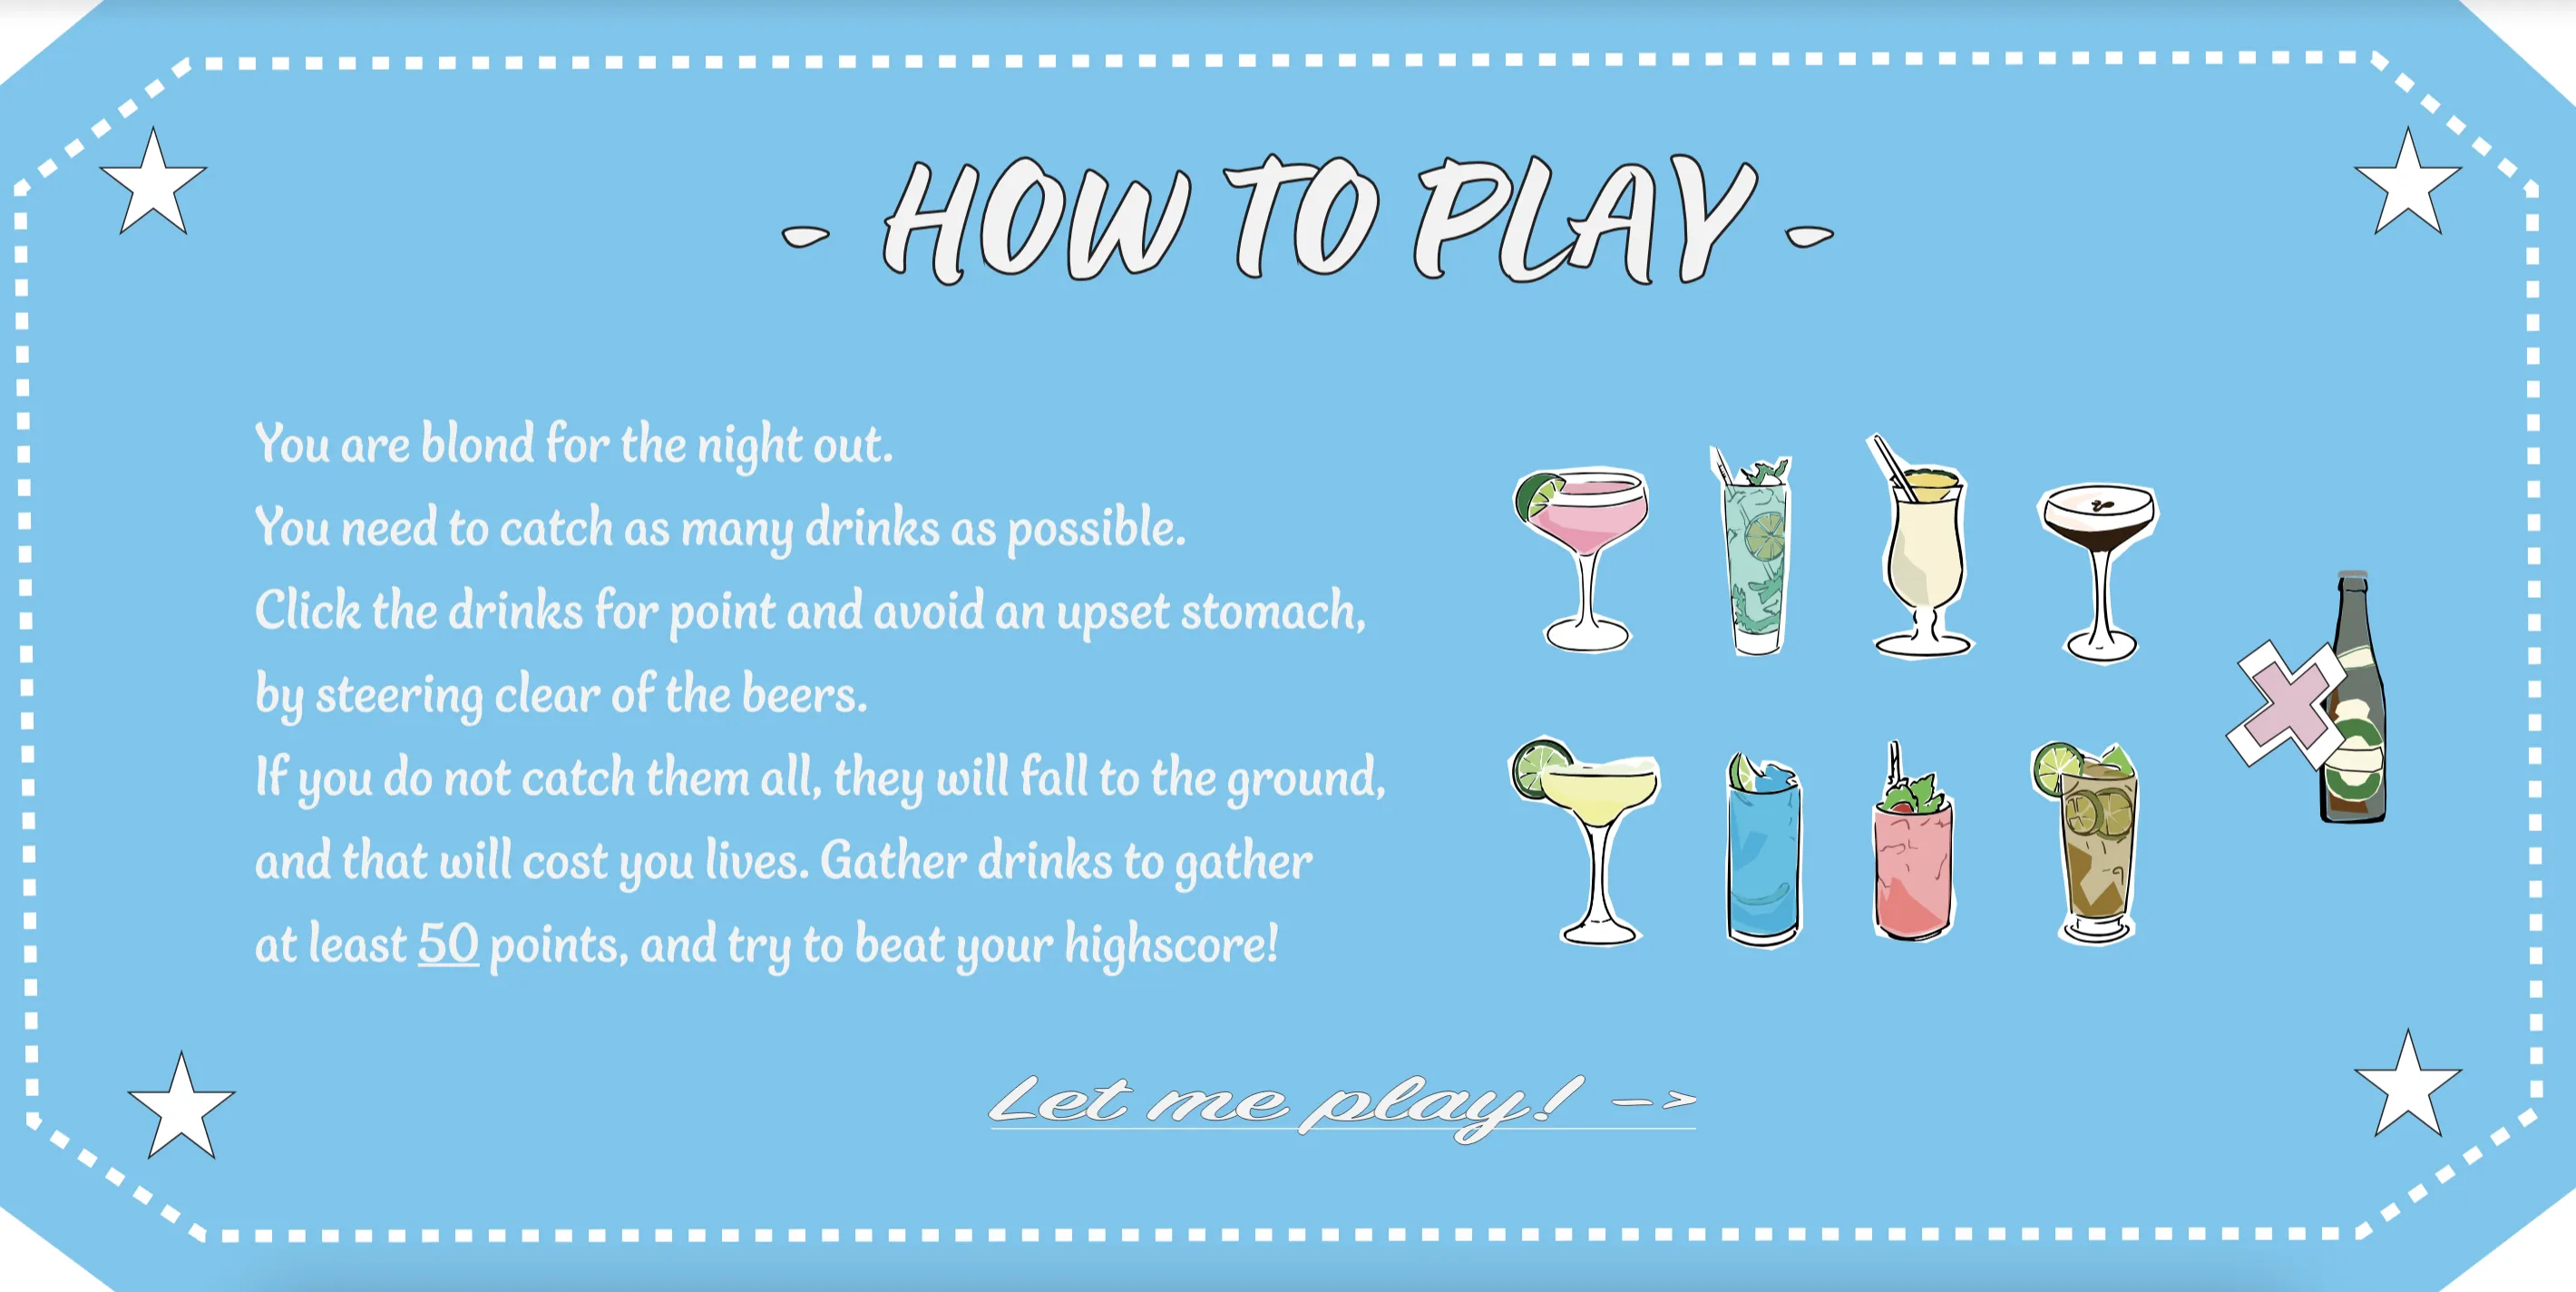 - HOW TO PLAY -
You are blond for the night out.
You need to catch as many drinks as possible.
Click the drinks for point and avoid an upset stomach,
by steering clear of the beers.
If you do not catch them all, they will fall to the ground,
and that will cost you lives. Gather drinks to gather
at least 50 points, and try to beat your highscore!
Let me play! -->